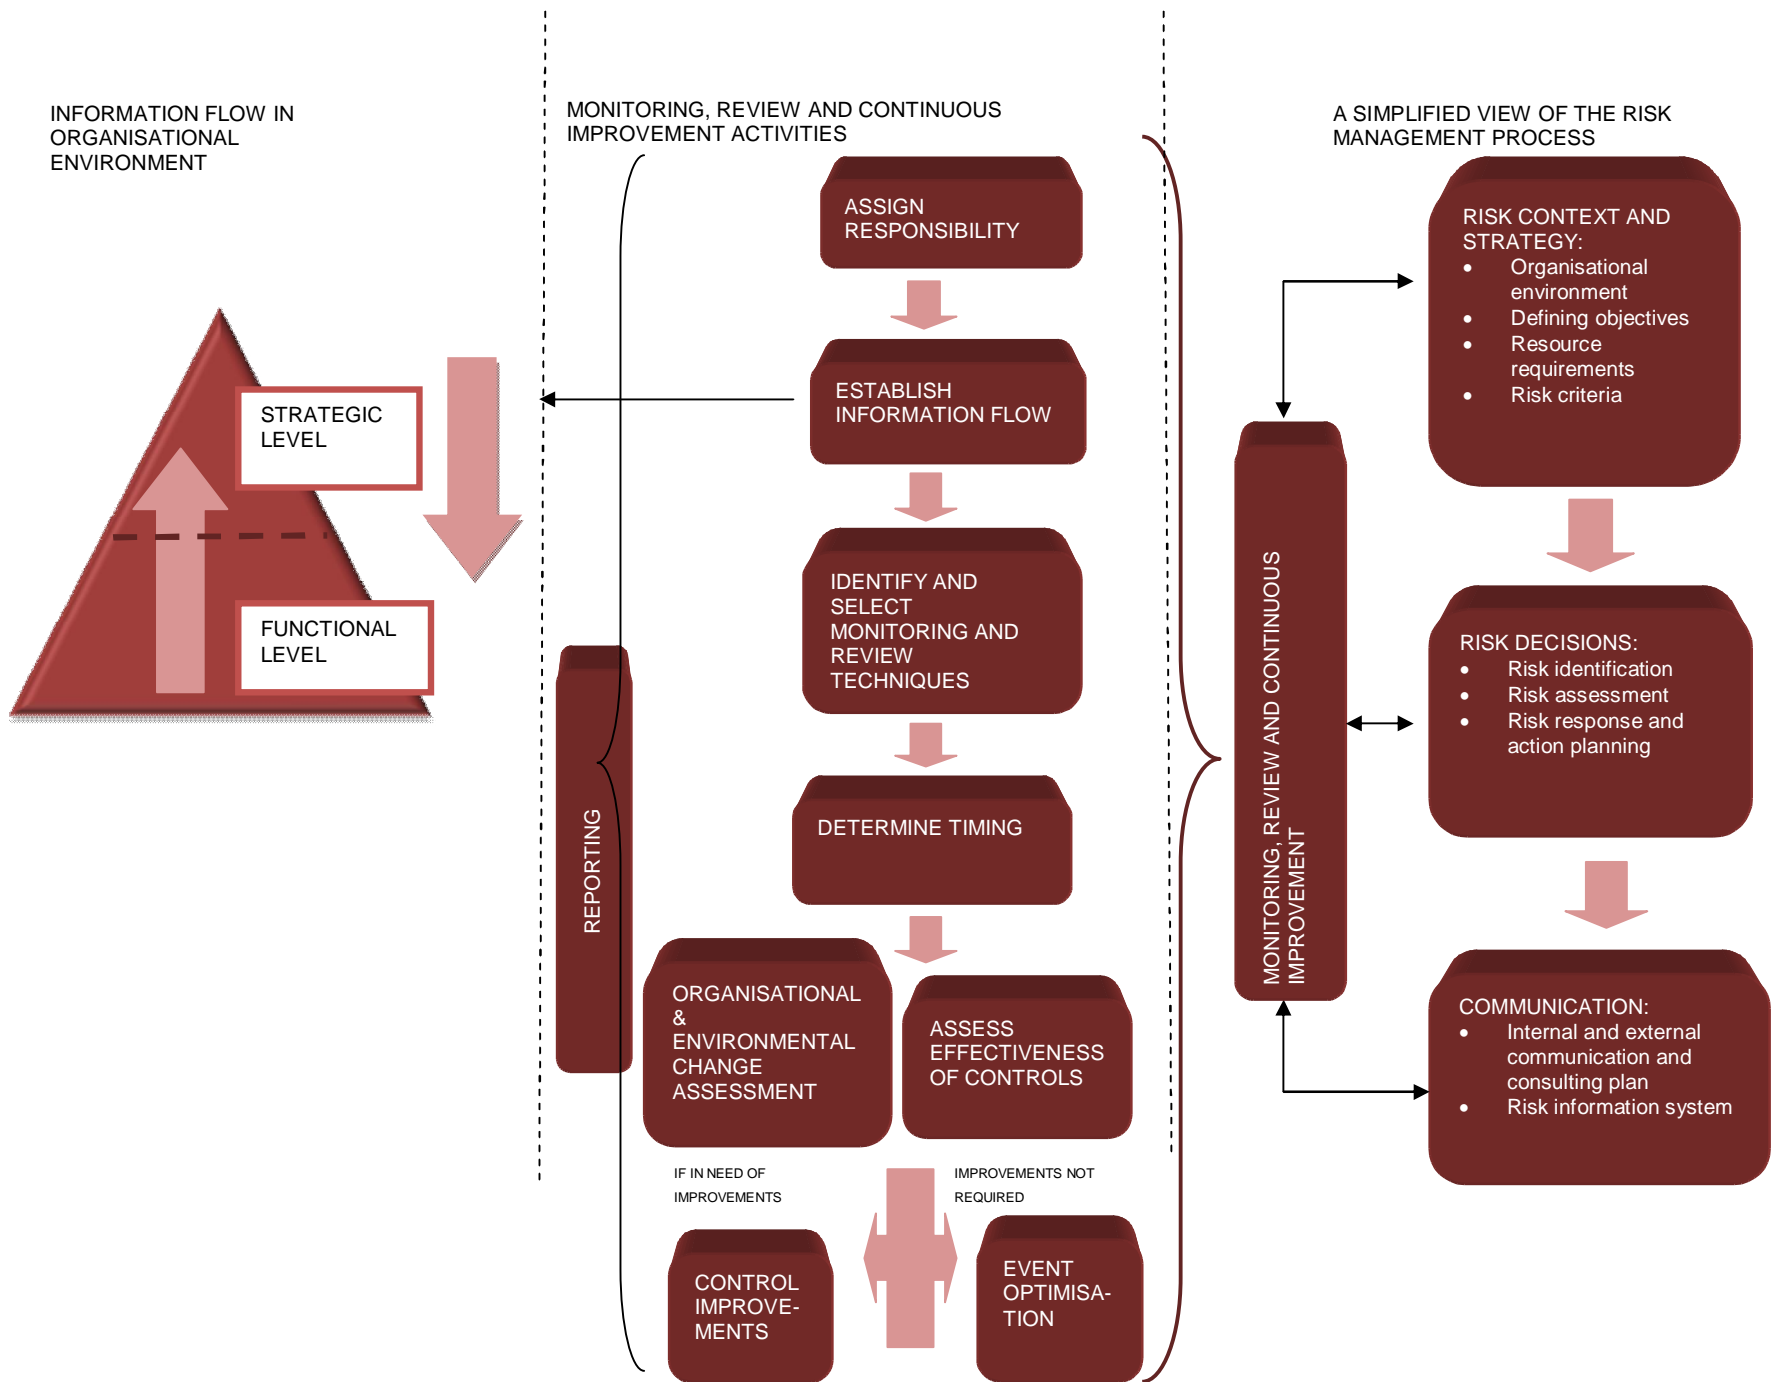 INFORMATION FLOW IN
ORGANISATIONAL
ENVIRONMENT
STRATEGIC
LEVEL
FUNCTIONAL
LEVEL
MONITORING, REVIEW AND CONTINUOUS
IMPROVEMENT ACTIVITIES
ASSIGN
RESPONSIBILITY
ESTABLISH
INFORMATION FLOW
IDENTIFY AND
SELECT
MONITORING AND
REVIEW
TECHNIQUES
DETERMINE TIMING
REPORTING
ORGANISATIONAL
&
ENVIRONMENTAL
CHANGE
ASSESSMENT
ASSESS
EFFECTIVENESS
OF CONTROLS
IF IN NEED OF
IMPROVEMENTS
IMPROVEMENTS NOT
REQUIRED
CONTROL
IMPROVE-
MENTS
EVENT
OPTIMISA-
TION
A SIMPLIFIED VIEW OF THE RISK
MANAGEMENT PROCESS
MONITORING, REVIEW AND CONTINUOUS
IMPROVEMENT
RISK CONTEXT AND
STRATEGY:
• Organisational
environment
• Defining objectives
• Resource
requirements
• Risk criteria
RISK DECISIONS:
• Risk identification
• Risk assessment
• Risk response and
action planning
COMMUNICATION:
• Internal and external
communication and
consulting plan
• Risk information system